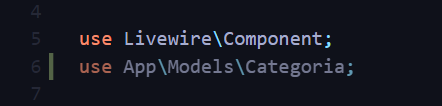 4
5 use Livewire\Component;
6 use App\Models\Categoria;
7